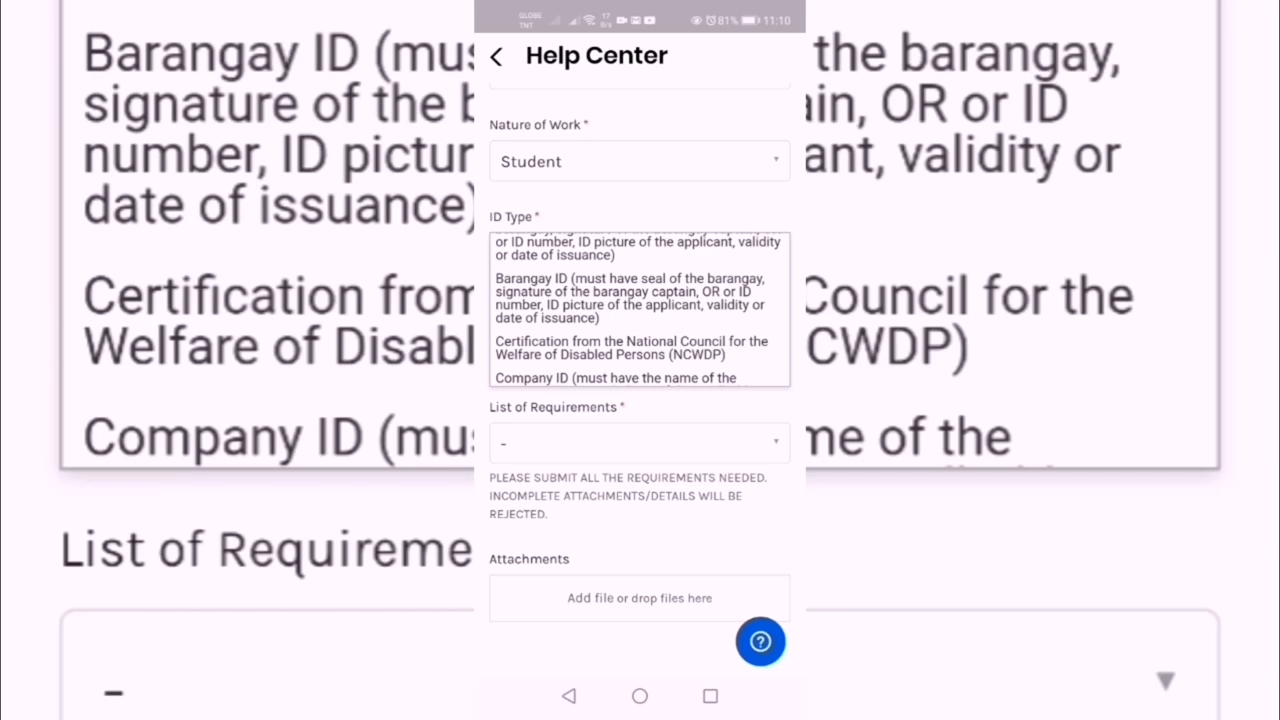 GLOBE
TNT
17
B/s
81%
11:10
Help Center
Nature of Work *
Student
ID Type *
or ID number, ID picture of the applicant, validity
or date of issuance)
Barangay ID (must have seal of the barangay,
signature of the barangay captain, OR or ID
number, ID picture of the applicant, validity or
date of issuance)
Certification from the National Council for the
Welfare of Disabled Persons (NCWDP)
Company ID (must have the name of the
List of Requirements *
-
PLEASE SUBMIT ALL THE REQUIREMENTS NEEDED.
INCOMPLETE ATTACHMENTS/DETAILS WILL BE
REJECTED.
Attachments
Add file or drop files here
Barangay ID (mus
the barangay,
signature of the b
ain, OR or ID
number, ID pictur
ant, validity or
date of issuance)
Certification from
Council for the
Welfare of Disabl
CWDP)
Company ID (mus
me of the
List of Requireme
-